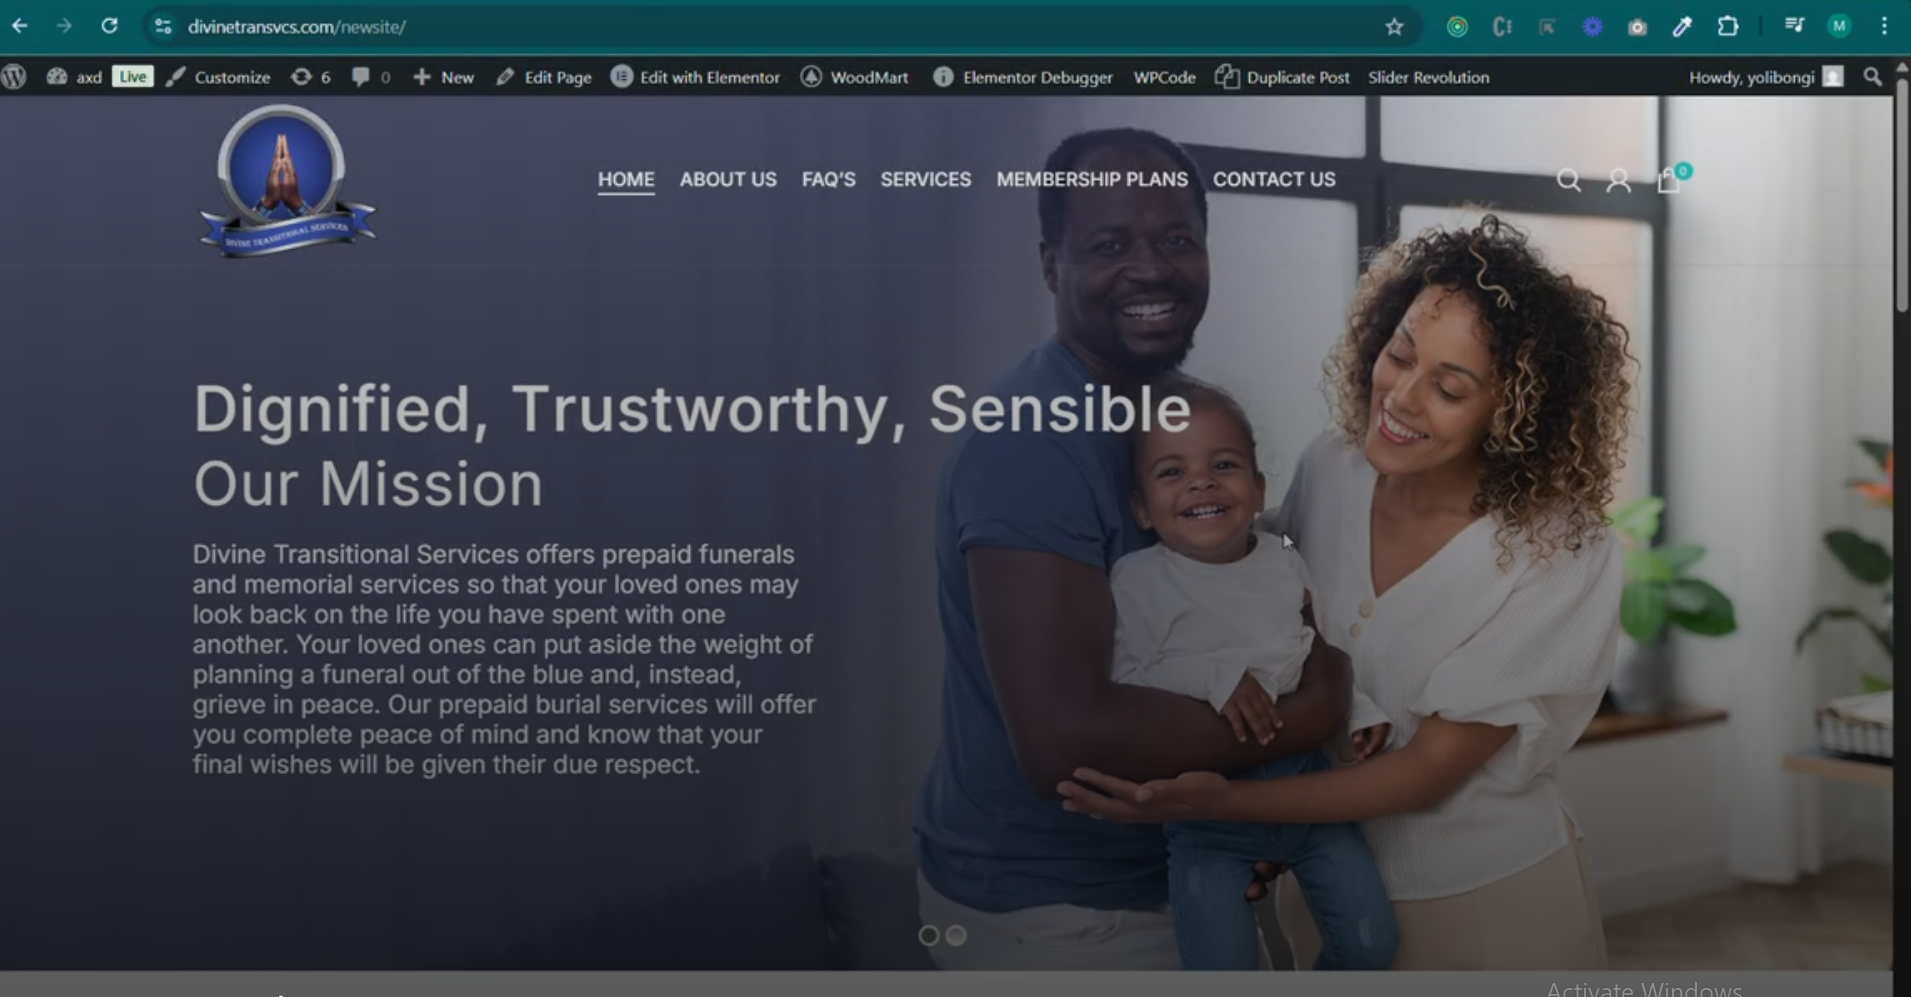 divinetransvcs.com/newsite/
M
axd Live Customize 6 0 New Edit Page Edit with Elementor WoodMart Elementor Debugger WPCode Duplicate Post Slider Revolution Howdy, yolibongi
DIVINE TRANSITIONAL SERVICES
HOME ABOUT US FAQ'S SERVICES MEMBERSHIP PLANS CONTACT US 0
Dignified, Trustworthy, Sensible
Our Mission
Divine Transitional Services offers prepaid funerals
and memorial services so that your loved ones may
look back on the life you have spent with one
another. Your loved ones can put aside the weight of
planning a funeral out of the blue and, instead,
grieve in peace. Our prepaid burial services will offer
you complete peace of mind and know that your
final wishes will be given their due respect.
Activate Windows